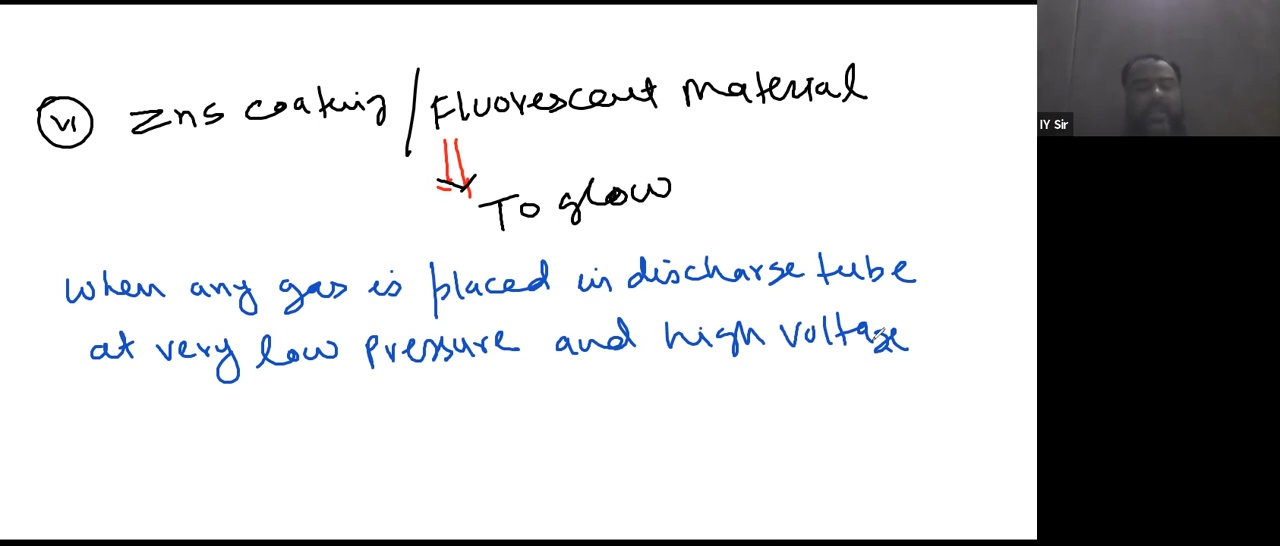 VI ZnS coating / Fluorescent Material
To glow
when any gas is placed in discharge tube
at very low pressure and high voltage
IY Sir